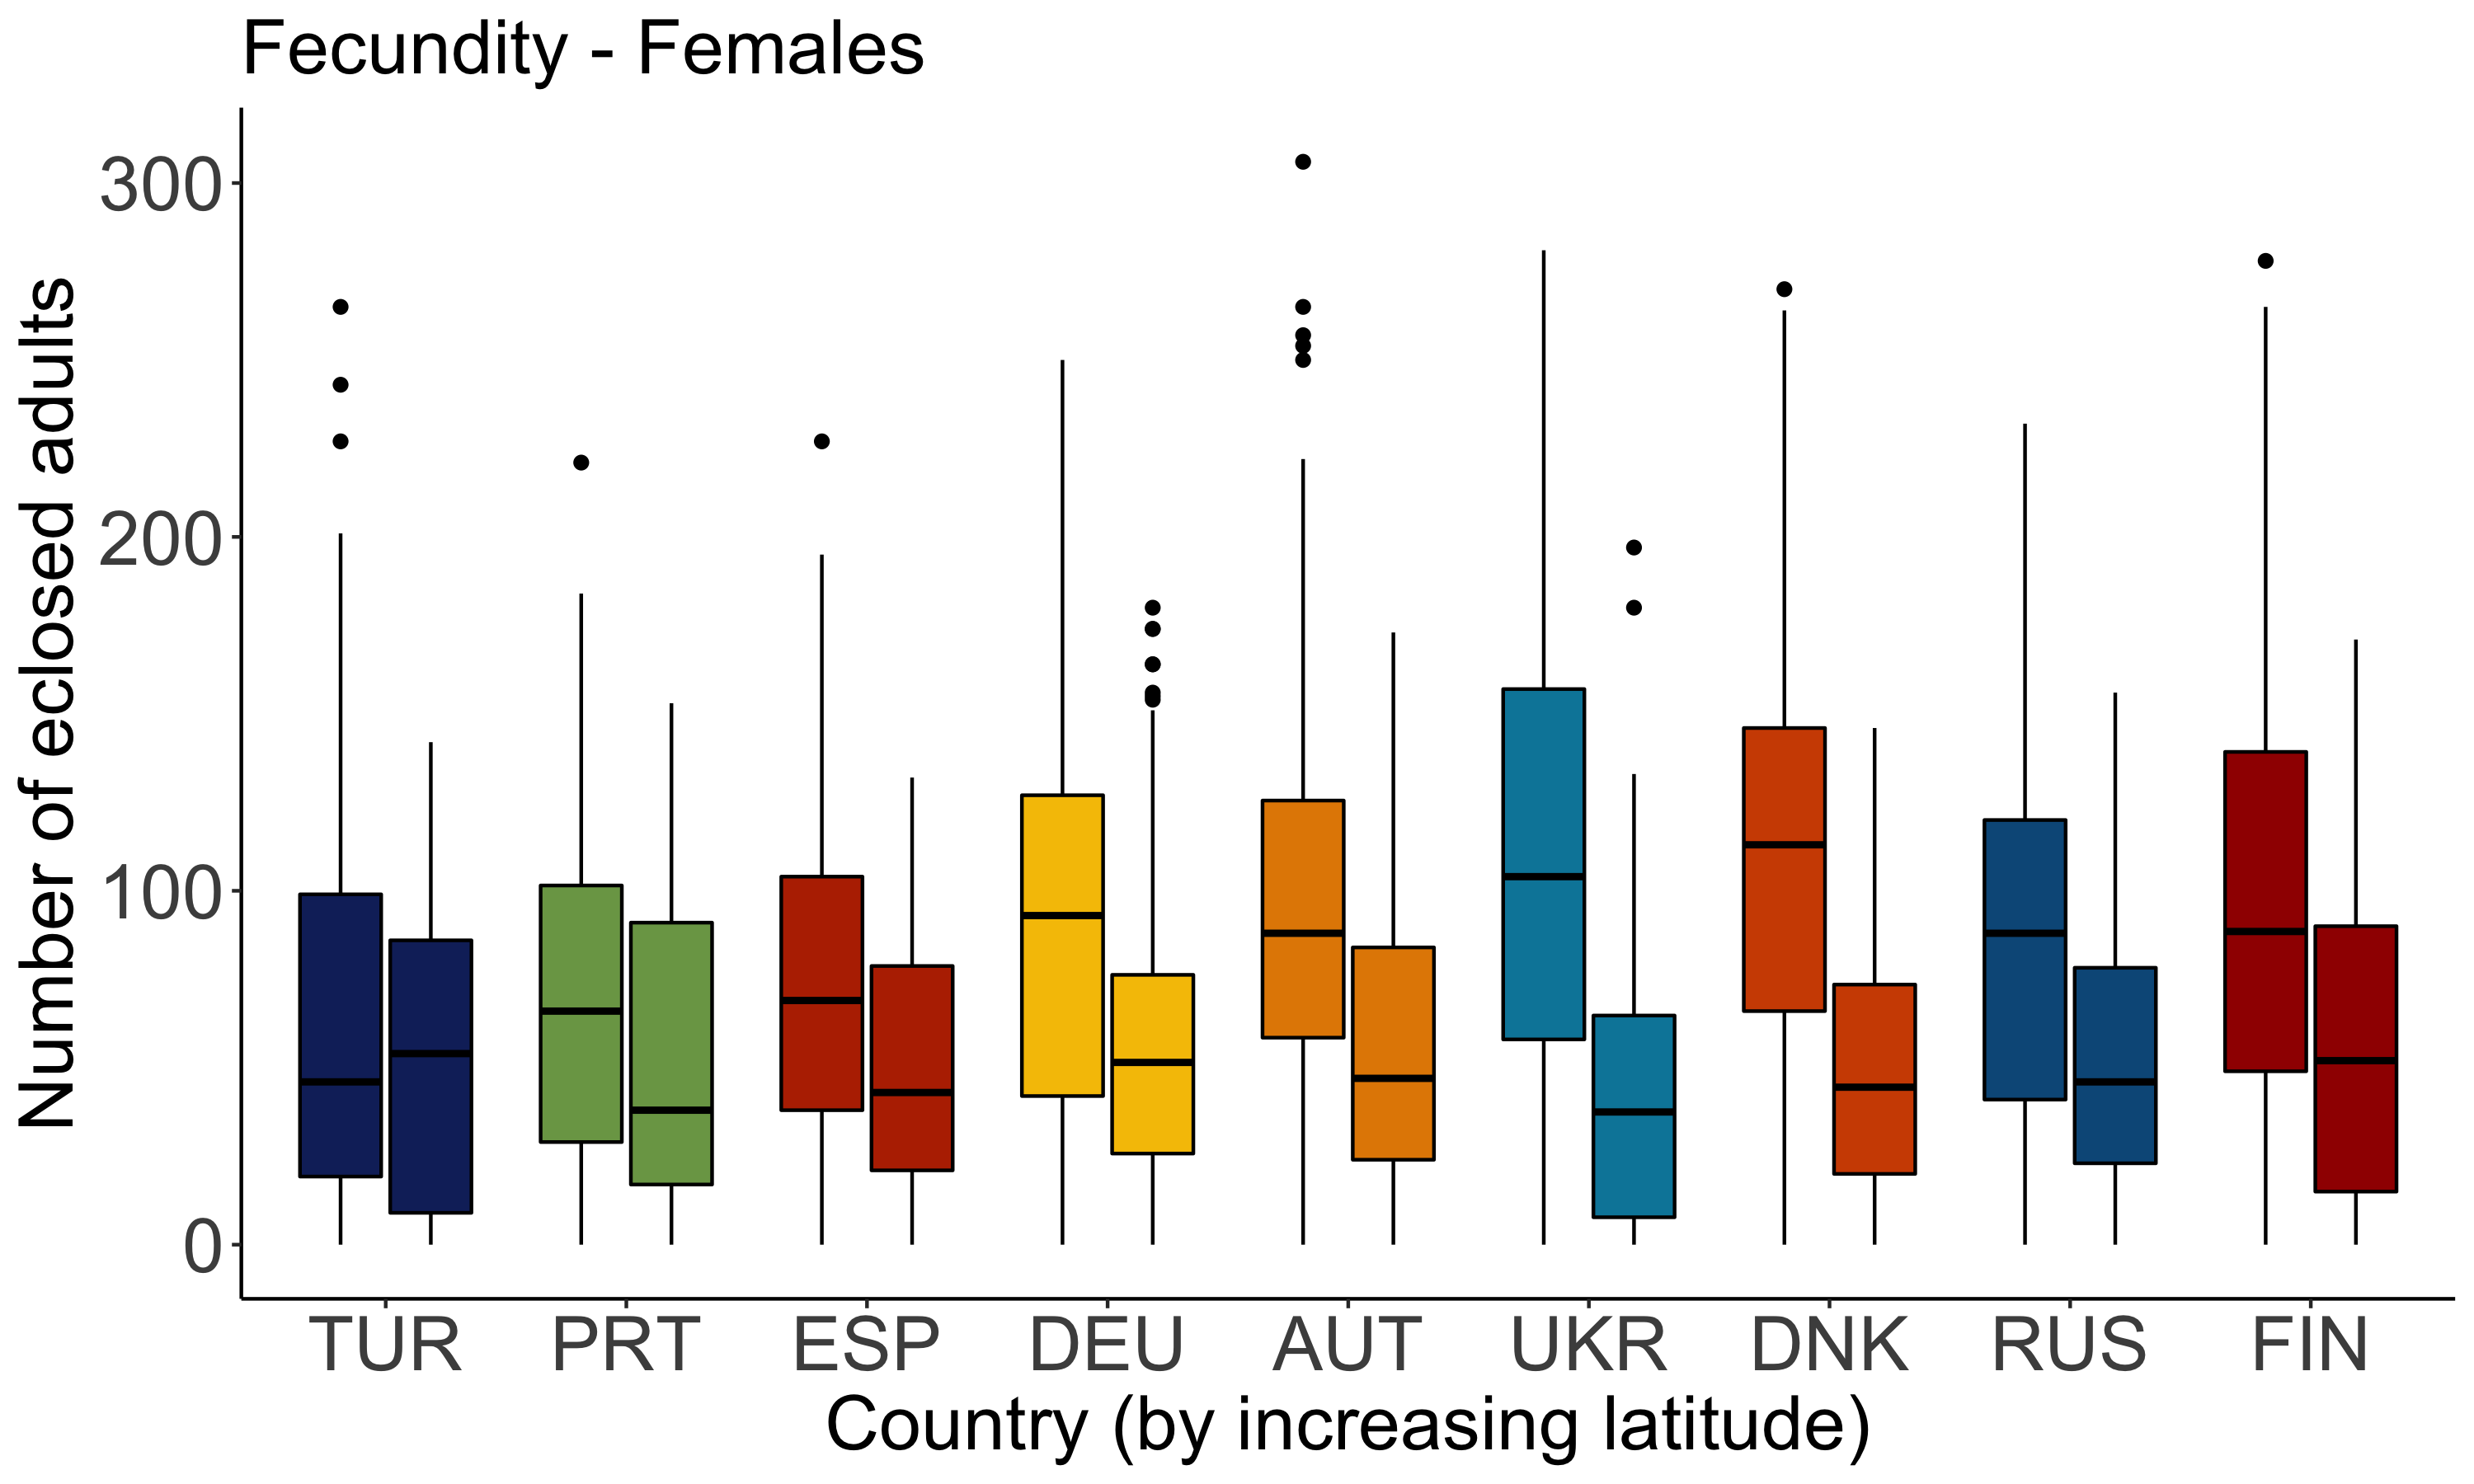 Fecundity - Females
Number of eclosed adults
300
200
100
0
TUR PRT ESP DEU AUT UKR DNK RUS FIN
Country (by increasing latitude)